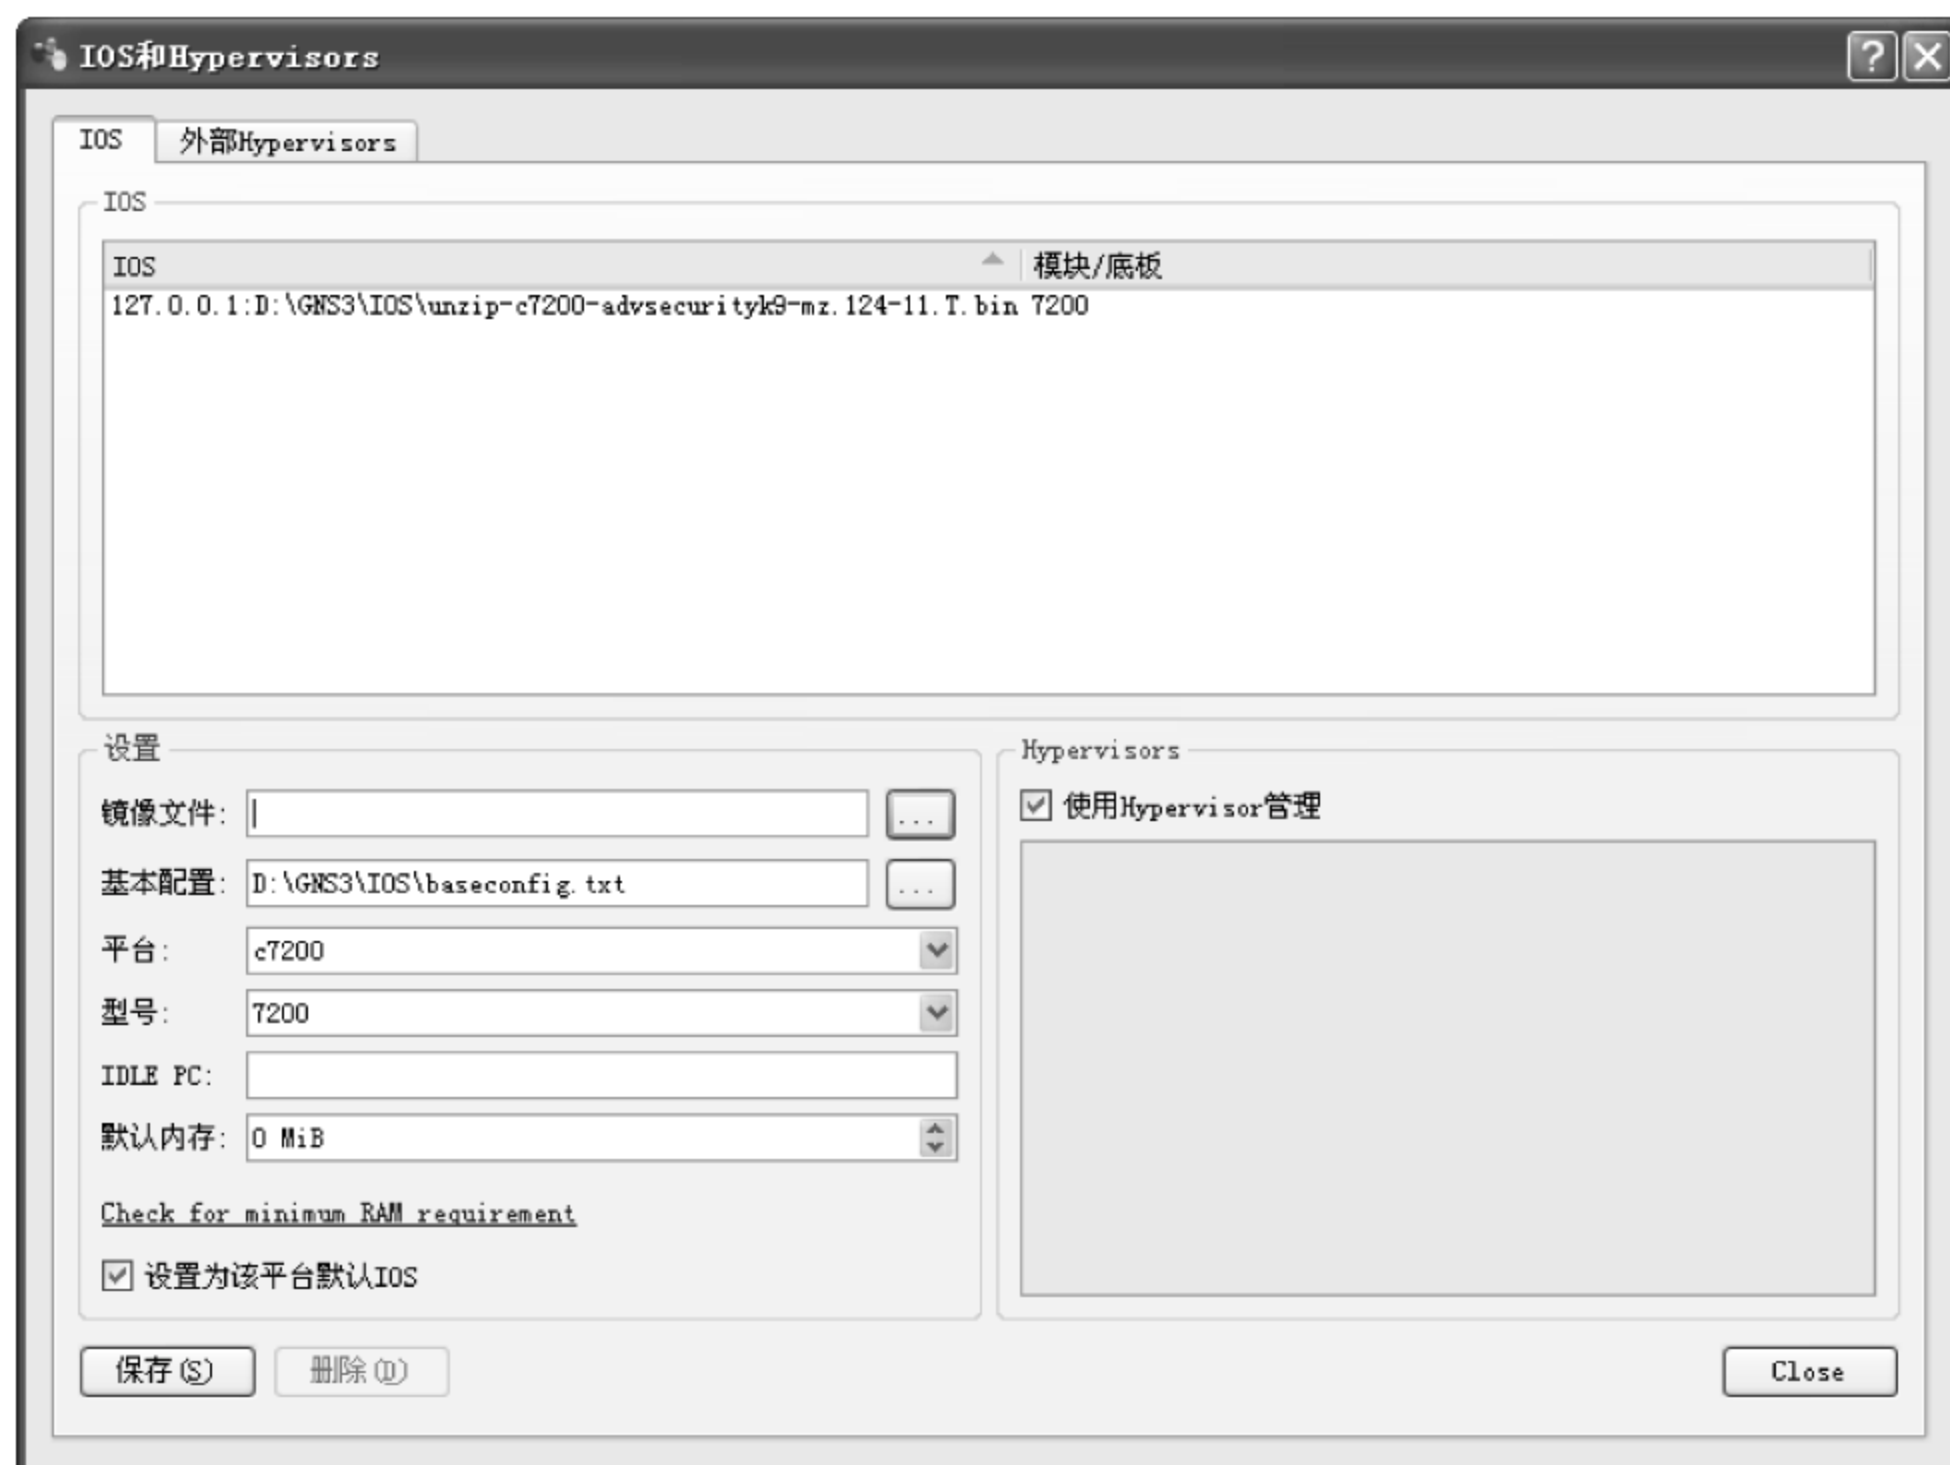 IOS和Hypervisors
IOS 外部Hypervisors
IOS
IOS 模块/底板
127.0.0.1:D:\GNS3\IOS\unzip-c7200-advsecurityk9-mz.124-11.T.bin 7200
设置
镜像文件: ...
基本配置: D:\GNS3\IOS\baseconfig.txt ...
平台: c7200
型号: 7200
IDLE PC:
默认内存: 0 MiB
Check for minimum RAM requirement
设置为该平台默认IOS
Hypervisors
使用Hypervisor管理
保存(S) 删除(D) Close